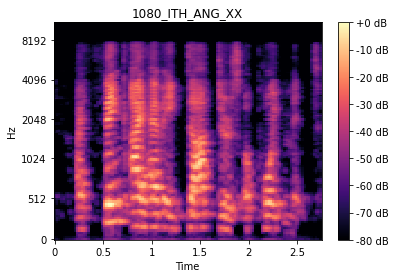 1080_ITH_ANG_XX
+0 dB
8192
-10 dB
4096
-20 dB
-30 dB
2048
Hz
-40 dB
1024
-50 dB
512
-60 dB
-70 dB
0
-80 dB
0 0.5 1 1.5 2 2.5
Time